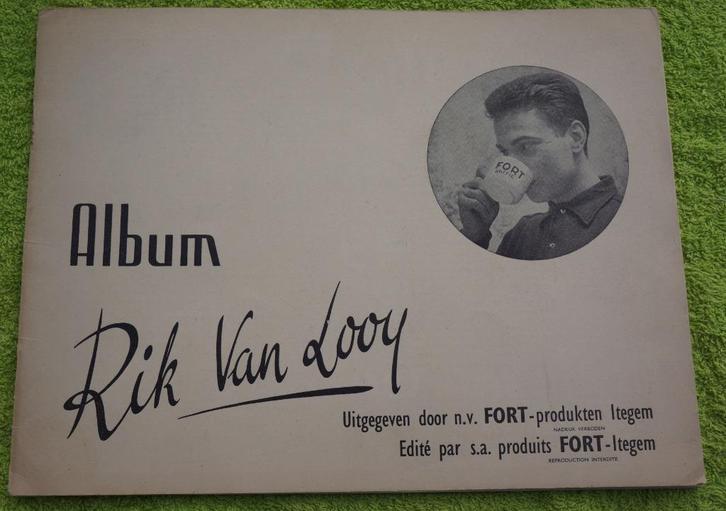 FORT
Album
Rik Van Looy
Uitgegeven door n.v. FORT-produkten Itegem
NADRUK VERBODEN
Edité par s.a. produits FORT-Itegem
REPRODUCTION INTERDITE